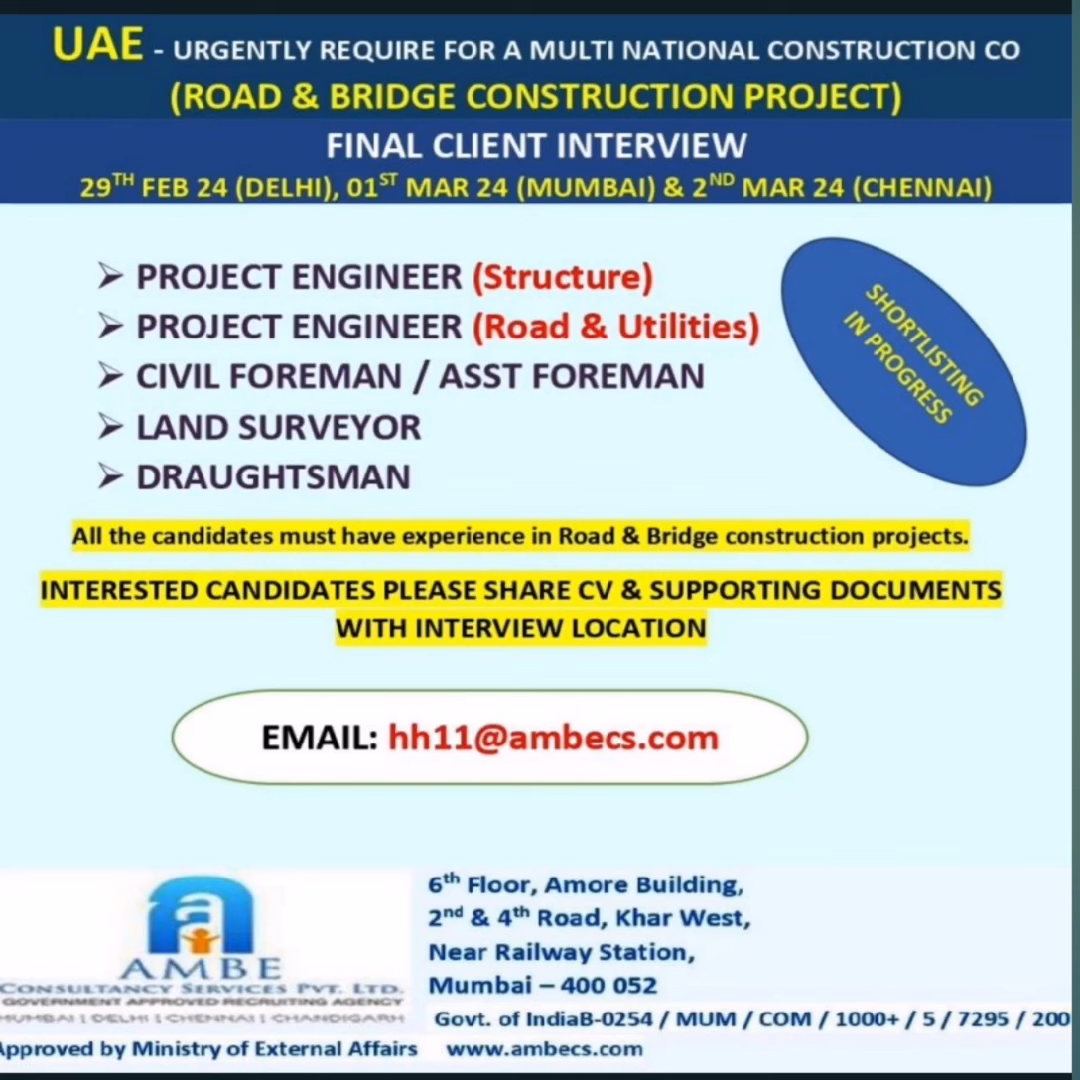 UAE - URGENTLY REQUIRE FOR A MULTI NATIONAL CONSTRUCTION CO
(ROAD & BRIDGE CONSTRUCTION PROJECT)
FINAL CLIENT INTERVIEW
29TH FEB 24 (DELHI), 01ST MAR 24 (MUMBAI) & 2ND MAR 24 (CHENNAI)
➢ PROJECT ENGINEER (Structure)
➢ PROJECT ENGINEER (Road & Utilities)
➢ CIVIL FOREMAN / ASST FOREMAN
➢ LAND SURVEYOR
➢ DRAUGHTSMAN
SHORTLISTING
IN PROGRESS
All the candidates must have experience in Road & Bridge construction projects.
INTERESTED CANDIDATES PLEASE SHARE CV & SUPPORTING DOCUMENTS
WITH INTERVIEW LOCATION
EMAIL: hh11@ambecs.com
a
AMBE
CONSULTANCY SERVICES PVT. LTD.
GOVERNMENT APPROVED RECRUITING AGENCY
MUMBAI | DELHI | CHENNAI | CHANDIGARH
Approved by Ministry of External Affairs
6th Floor, Amore Building,
2nd & 4th Road, Khar West,
Near Railway Station,
Mumbai – 400 052
Govt. of IndiaB-0254 / MUM / COM / 1000+ / 5 / 7295 / 200
www.ambecs.com